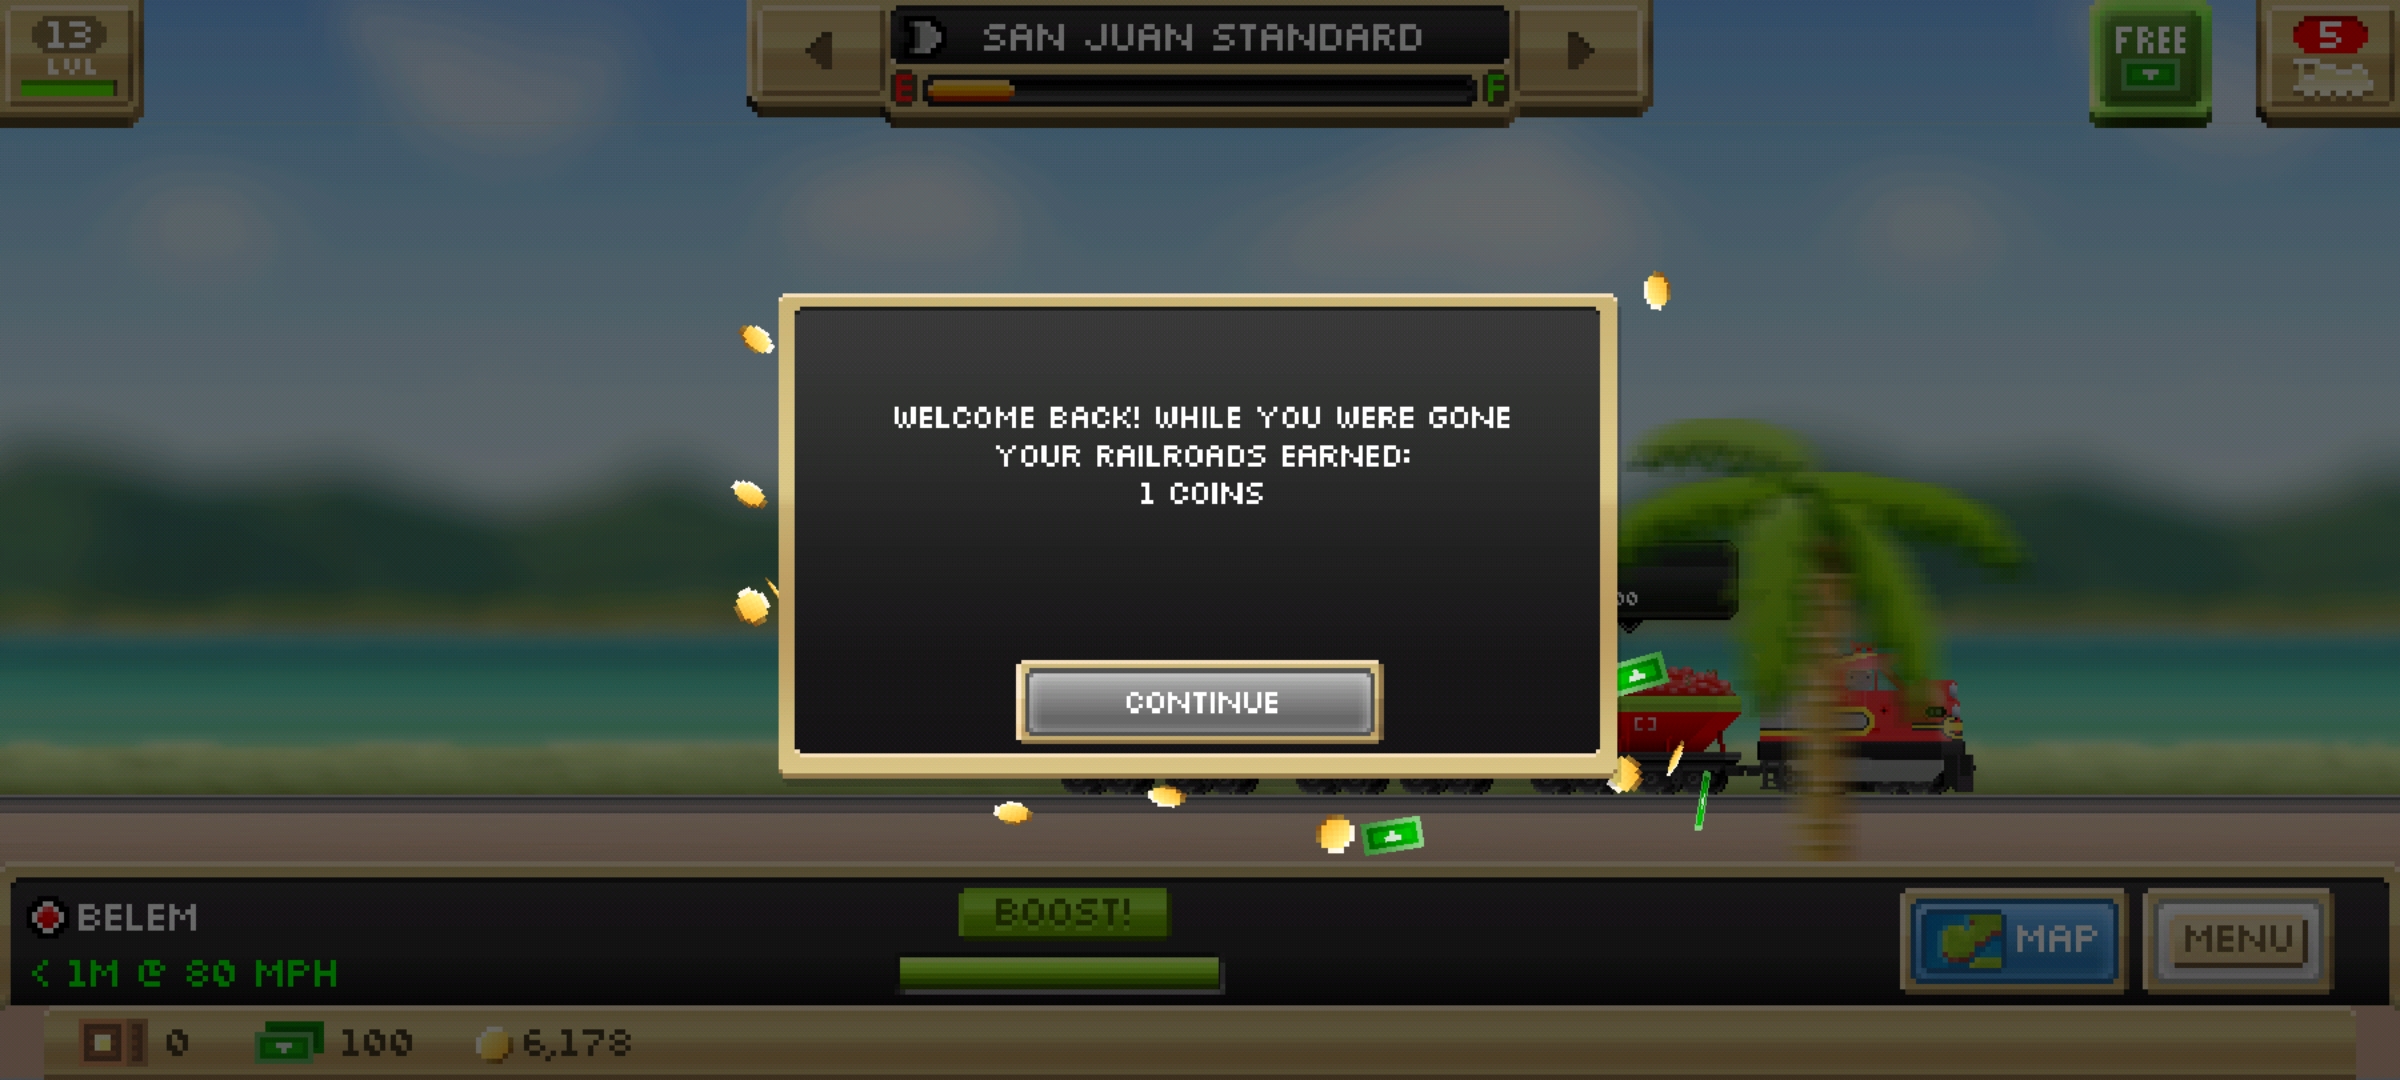 13
LVL
SAN JUAN STANDARD
E F
FREE
5
WELCOME BACK! WHILE YOU WERE GONE
YOUR RAILROADS EARNED:
1 COINS
CONTINUE
BELEM
< 1M @ 80 MPH
BOOST!
MAP
MENU
0
100
6,178